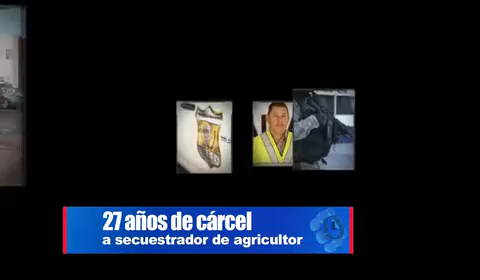 27 años de cárcel
a secuestrador de agricultor